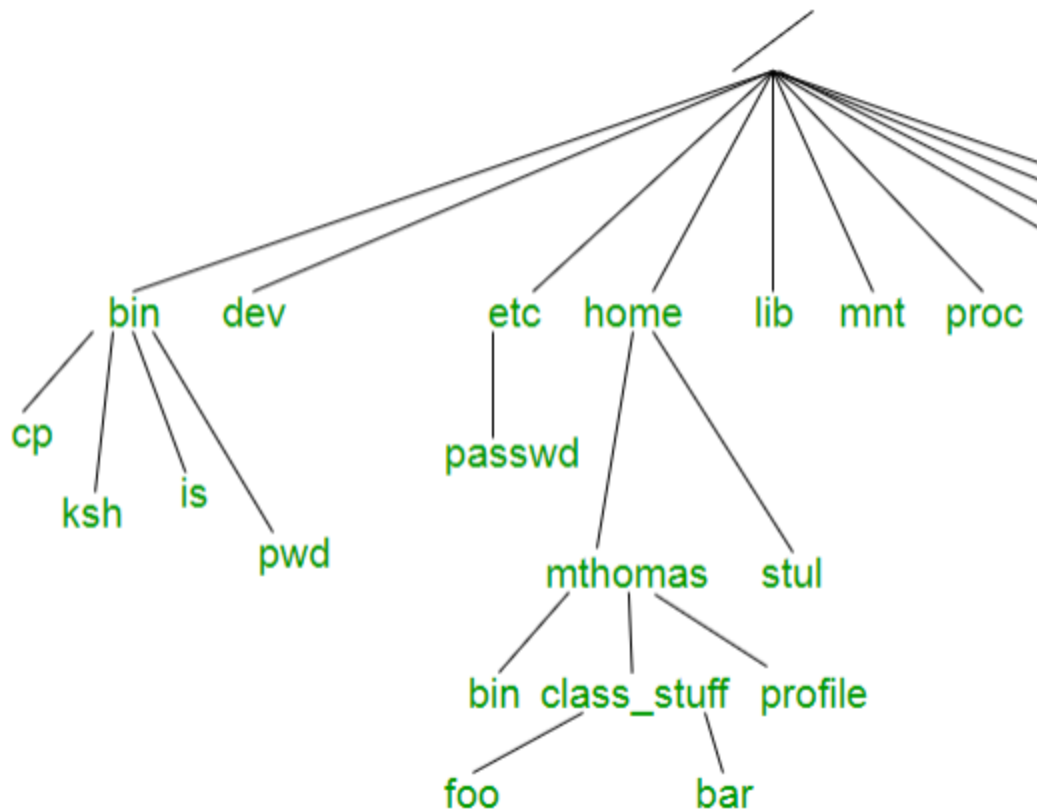 /
bin dev etc home lib mnt proc
cp
passwd
is
ksh
pwd
mthomas stul
bin class_stuff profile
foo bar